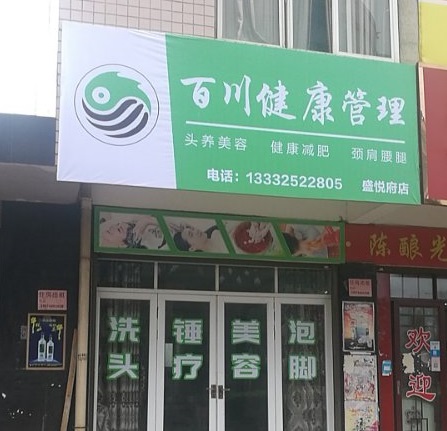 百川健康管理
头养美容 健康减肥 颈肩腰腿
电话：13332522805 盛悦府店
陈酿光
洗头
锤疗
美容
泡脚
欢迎